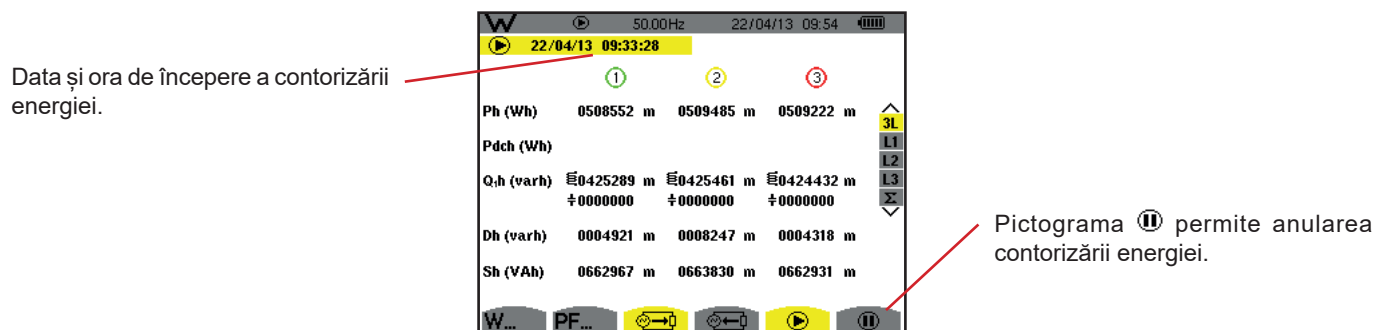 W 50.00Hz 22/04/13 09:54
22/04/13 09:33:28
Data și ora de începere a contorizării
energiei.
1 2 3
Ph (Wh) 0508552 m 0509485 m 0509222 m
3L
Pdch (Wh)
L1
L2
Q₁h (varh) 0425289 m 0425461 m 0424432 m
L3
÷0000000 ÷0000000 ÷0000000
Σ
Dh (varh) 0004921 m 0008247 m 0004318 m
Sh (VAh) 0662967 m 0663830 m 0662931 m
W... PF...
Pictograma permite anularea
contorizării energiei.